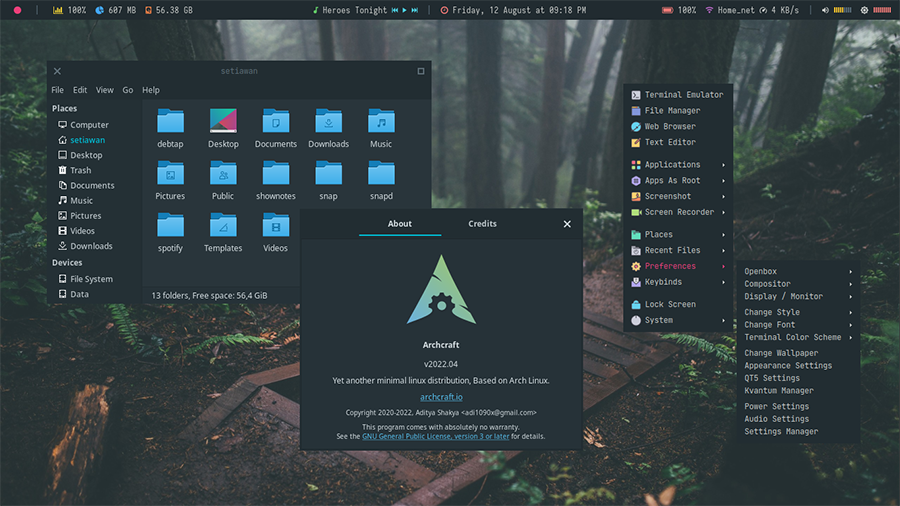 100% 607 MB 56.38 GB Heroes Tonight Friday, 12 August at 09:18 PM 100% Home_net 4 KB/s
setiawan
File Edit View Go Help
Places
Computer
setiawan
Desktop
Trash
Documents
Music
Pictures
Videos
Downloads
Devices
File System
Data
debtap Desktop Documents Downloads Music
Pictures Public shownotes snap snapd
spotify Templates Videos
13 folders, Free space: 56,4 GiB
About Credits
Archcraft
v2022.04
Yet another minimal linux distribution, Based on Arch Linux.
archcraft.io
Copyright 2020-2022, Aditya Shakya <adi1090x@gmail.com>
This program comes with absolutely no warranty.
See the GNU General Public License, version 3 or later for details.
Terminal Emulator
File Manager
Web Browser
Text Editor
Applications
Apps As Root
Screenshot
Screen Recorder
Places
Recent Files
Preferences
Keybinds
Lock Screen
System
Openbox
Compositor
Display / Monitor
Change Style
Change Font
Terminal Color Scheme
Change Wallpaper
Appearance Settings
QT5 Settings
Kvantum Manager
Power Settings
Audio Settings
Settings Manager